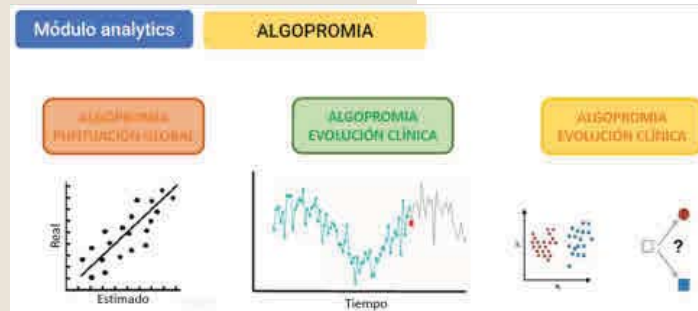 Módulo analytics
ALGOPROMIA
ALGOPROMIA
PUNTUACIÓN GLOBAL
ALGOPROMIA
EVOLUCIÓN CLÍNICA
ALGOPROMIA
EVOLUCIÓN CLÍNICA
Real
Estimado
Tiempo
?